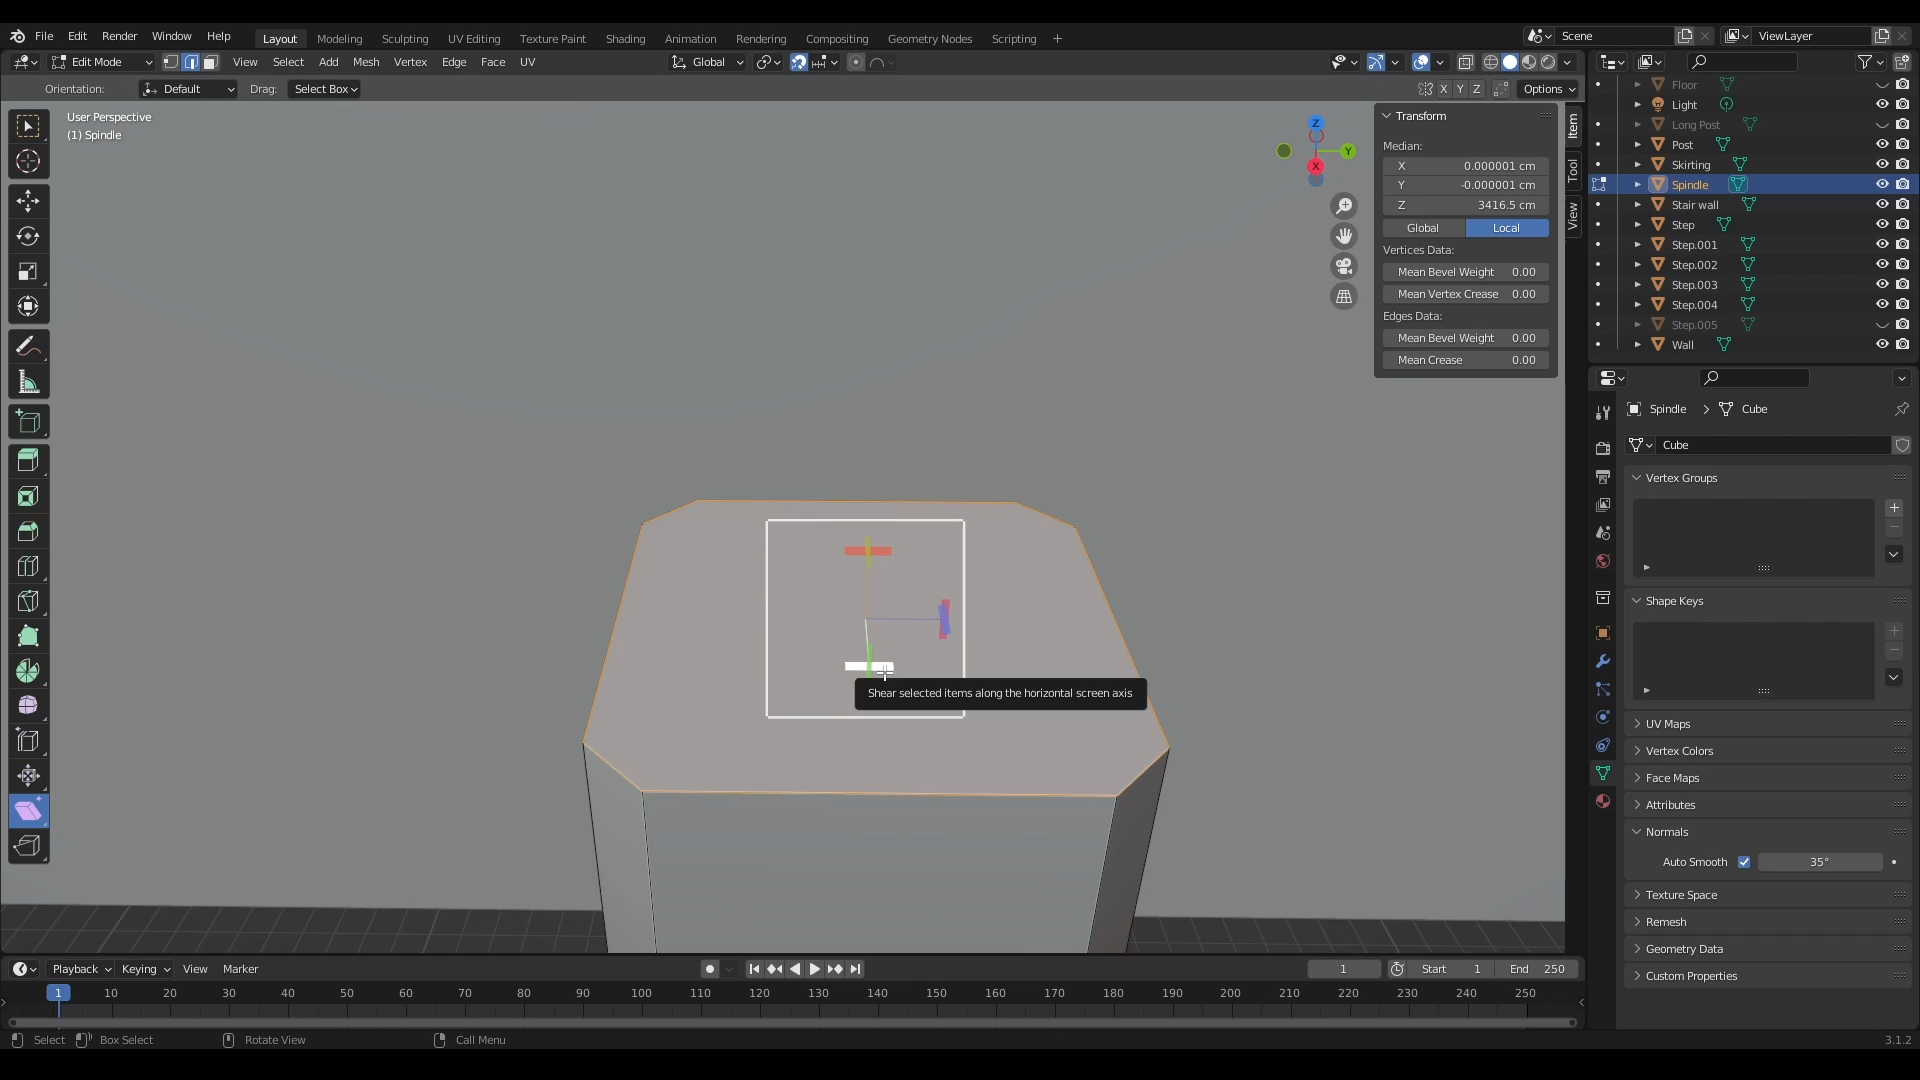 File Edit Render Window Help Layout Modeling Sculpting UV Editing Texture Paint Shading Animation Rendering Compositing Geometry Nodes Scripting + Scene ViewLayer
Edit Mode View Select Add Mesh Vertex Edge Face UV Global
Orientation: Default Drag: Select Box X Y Z Options
User Perspective
(1) Spindle
Z
Y
X
Transform
Median:
X 0.000001 cm
Y -0.000001 cm
Z 3416.5 cm
Global Local
Vertices Data:
Mean Bevel Weight 0.00
Mean Vertex Crease 0.00
Edges Data:
Mean Bevel Weight 0.00
Mean Crease 0.00
Item
Tool
View
Floor
Light
Long Post
Post
Skirting
Spindle
Stair wall
Step
Step.001
Step.002
Step.003
Step.004
Step.005
Wall
Spindle > Cube
Cube
Vertex Groups
Shape Keys
UV Maps
Vertex Colors
Face Maps
Attributes
Normals
Auto Smooth 35°
Texture Space
Remesh
Geometry Data
Custom Properties
Shear selected items along the horizontal screen axis
Playback Keying View Marker 1 Start 1 End 250
1 10 20 30 40 50 60 70 80 90 100 110 120 130 140 150 160 170 180 190 200 210 220 230 240 250
Select Box Select Rotate View Call Menu 3.1.2